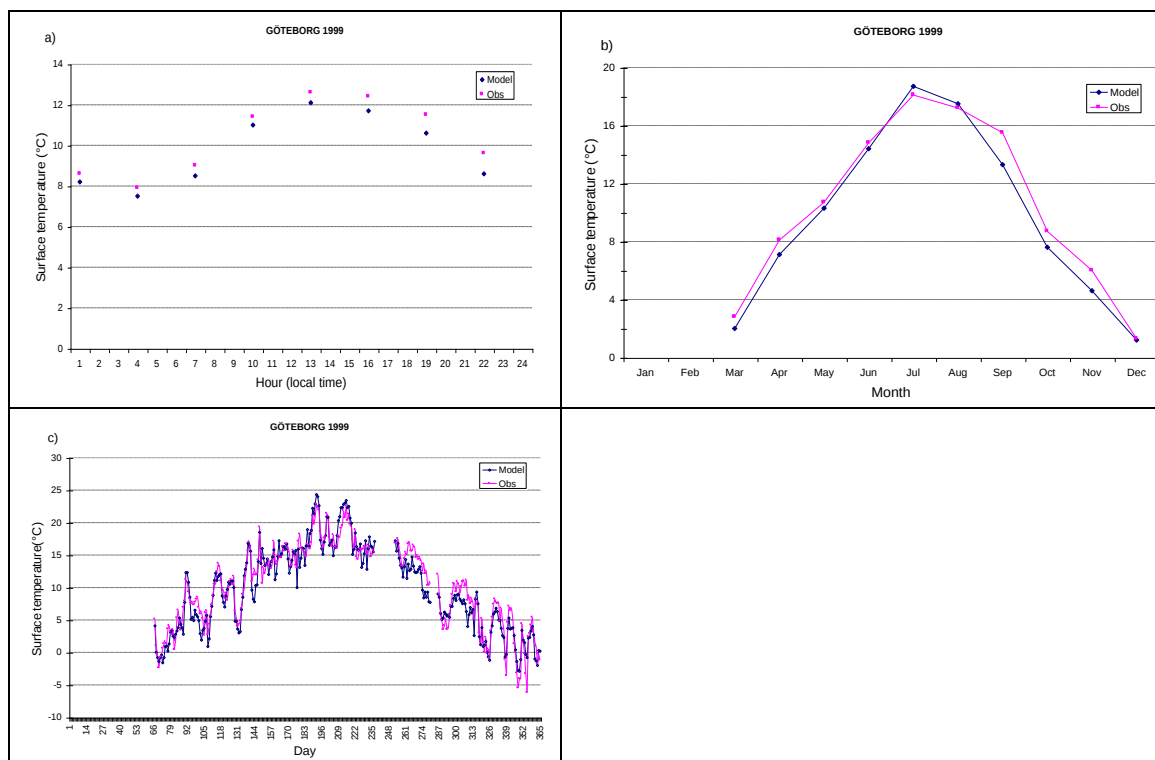 a)
GÖTEBORG 1999
Surface temperature (°C)
14
12
10
8
6
4
2
0
Model
Obs
1 2 3 4 5 6 7 8 9 10 11 12 13 14 15 16 17 18 19 20 21 22 23 24
Hour (local time)
b)
GÖTEBORG 1999
Surface temperature (°C)
20
16
12
8
4
0
Model
Obs
Jan Feb Mar Apr May Jun Jul Aug Sep Oct Nov Dec
Month
c)
GÖTEBORG 1999
Surface temperature(°C)
30
25
20
15
10
5
0
-5
-10
Model
Obs
1 14 27 40 53 66 79 92 105 118 131 144 157 170 183 196 209 222 235 248 261 274 287 300 313 326 339 352 365
Day